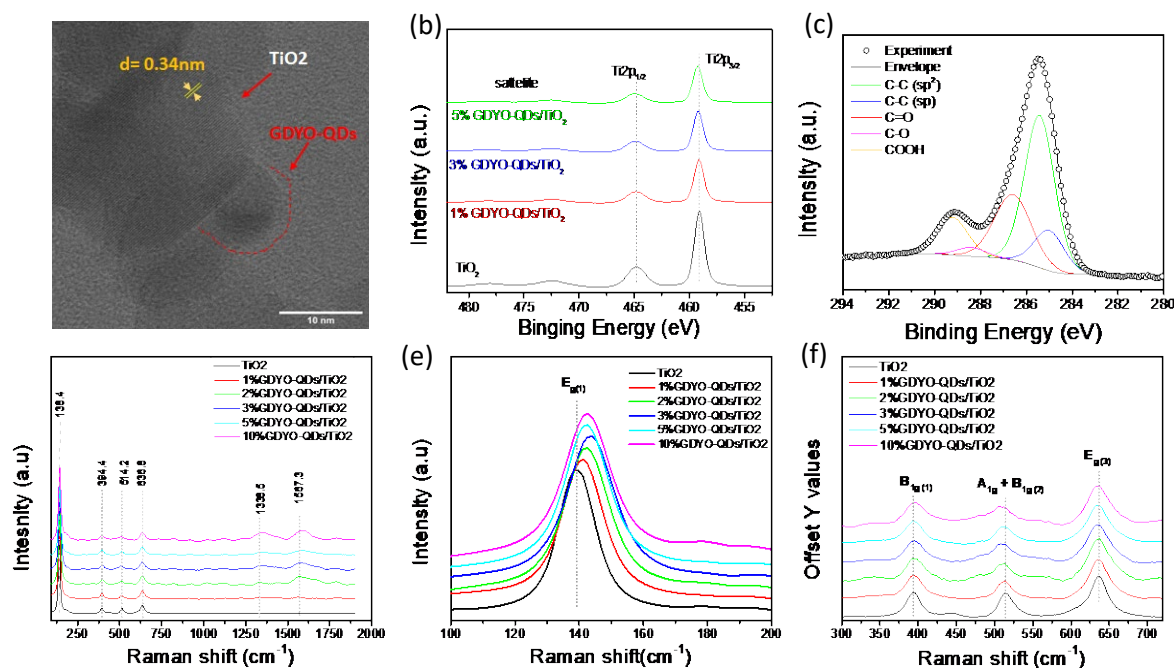 d= 0.34nm
TiO2
GDYO-QDs
10 nm
(b)
Ti2p1/2
Ti2p3/2
sattelite
5% GDYO-QDs/TiO2
3% GDYO-QDs/TiO2
1% GDYO-QDs/TiO2
TiO2
Intensity (a.u.)
480 475 470 465 460 455
Binging Energy (eV)
(c)
Experiment
Envelope
C-C (sp2)
C-C (sp)
C=O
C-O
COOH
Intensity (a.u.)
294 292 290 288 286 284 282 280
Binding Energy (eV)
TiO2
1%GDYO-QDs/TiO2
2%GDYO-QDs/TiO2
3%GDYO-QDs/TiO2
5%GDYO-QDs/TiO2
10%GDYO-QDs/TiO2
394.4
514.2
1567.3
Intesnity (a.u)
250 500 750 1000 1250 1500 1750 2000
Raman shift (cm-1)
(e)
Eg(1)
TiO2
1%GDYO-QDs/TiO2
2%GDYO-QDs/TiO2
3%GDYO-QDs/TiO2
5%GDYO-QDs/TiO2
10%GDYO-QDs/TiO2
Intensity (a.u)
100 120 140 160 180 200
Raman shift(cm-1)
(f)
TiO2
1%GDYO-QDs/TiO2
2%GDYO-QDs/TiO2
3%GDYO-QDs/TiO2
5%GDYO-QDs/TiO2
10%GDYO-QDs/TiO2
B1g(1)
A1g + B1g(2)
Eg(3)
Offset Y values
300 350 400 450 500 550 600 650 700
Raman shift (cm-1)